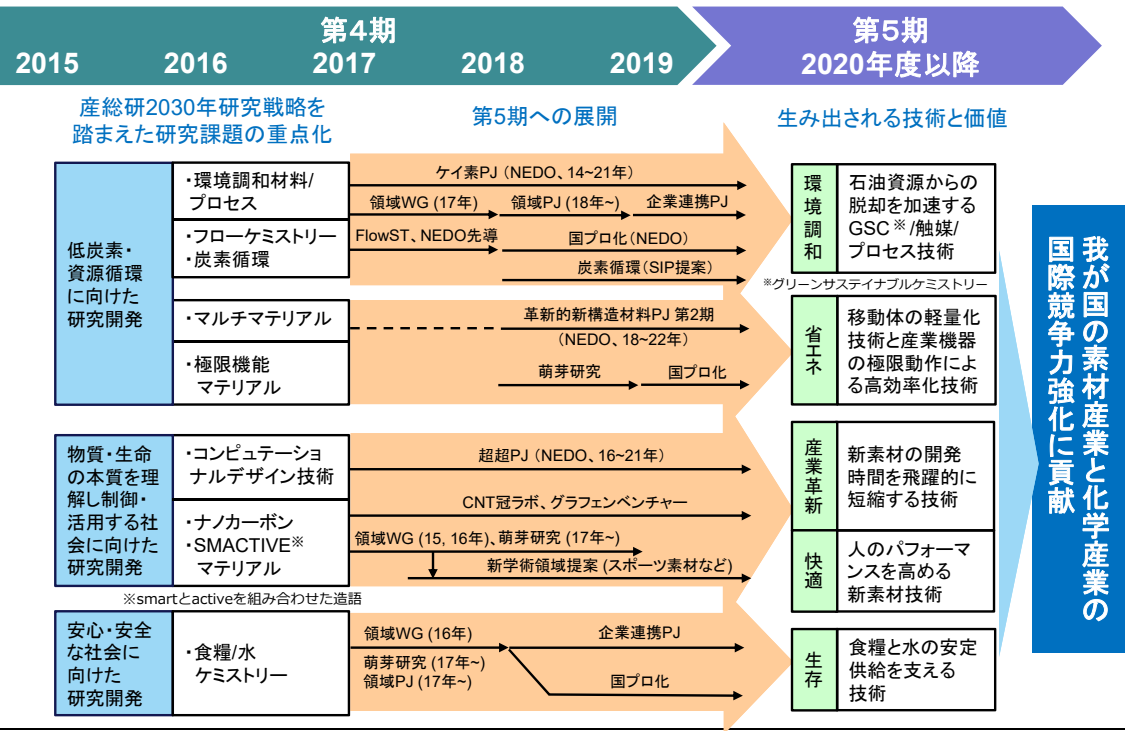 第4期
2015 2016 2017 2018 2019
第5期
2020年度以降
産総研2030年研究戦略を
踏まえた研究課題の重点化
第5期への展開
生み出される技術と価値
低炭素・
資源循環
に向けた
研究開発
・環境調和材料/
プロセス
・フローケミストリー
・炭素循環
・マルチマテリアル
・極限機能
マテリアル
ケイ素PJ (NEDO、14~21年)
領域WG (17年)
領域PJ (18年~)
企業連携PJ
FlowST、NEDO先導
国プロ化(NEDO)
炭素循環(SIP提案)
革新的新構造材料PJ 第2期
(NEDO、18~22年)
萌芽研究
国プロ化
環境調和
石油資源からの
脱却を加速する
GSC※/触媒/
プロセス技術
※グリーンサステイナブルケミストリー
省エネ
移動体の軽量化
技術と産業機器
の極限動作によ
る高効率化技術
物質・生命
の本質を理
解し制御・
活用する社
会に向けた
研究開発
・コンピュテーショ
ナルデザイン技術
・ナノカーボン
・SMACTIVE※
マテリアル
※smartとactiveを組み合わせた造語
超超PJ (NEDO、16~21年)
CNT冠ラボ、グラフェンベンチャー
領域WG (15, 16年)、萌芽研究 (17年~)
新学術領域提案 (スポーツ素材など)
産業革新
新素材の開発
時間を飛躍的に
短縮する技術
快適
人のパフォーマ
ンスを高める
新素材技術
安心・安全
な社会に
向けた
研究開発
・食糧/水
ケミストリー
領域WG (16年)
萌芽研究 (17年~)
領域PJ (17年~)
企業連携PJ
国プロ化
生存
食糧と水の安定
供給を支える
技術
我が国の素材産業と化学産業の
国際競争力強化に貢献